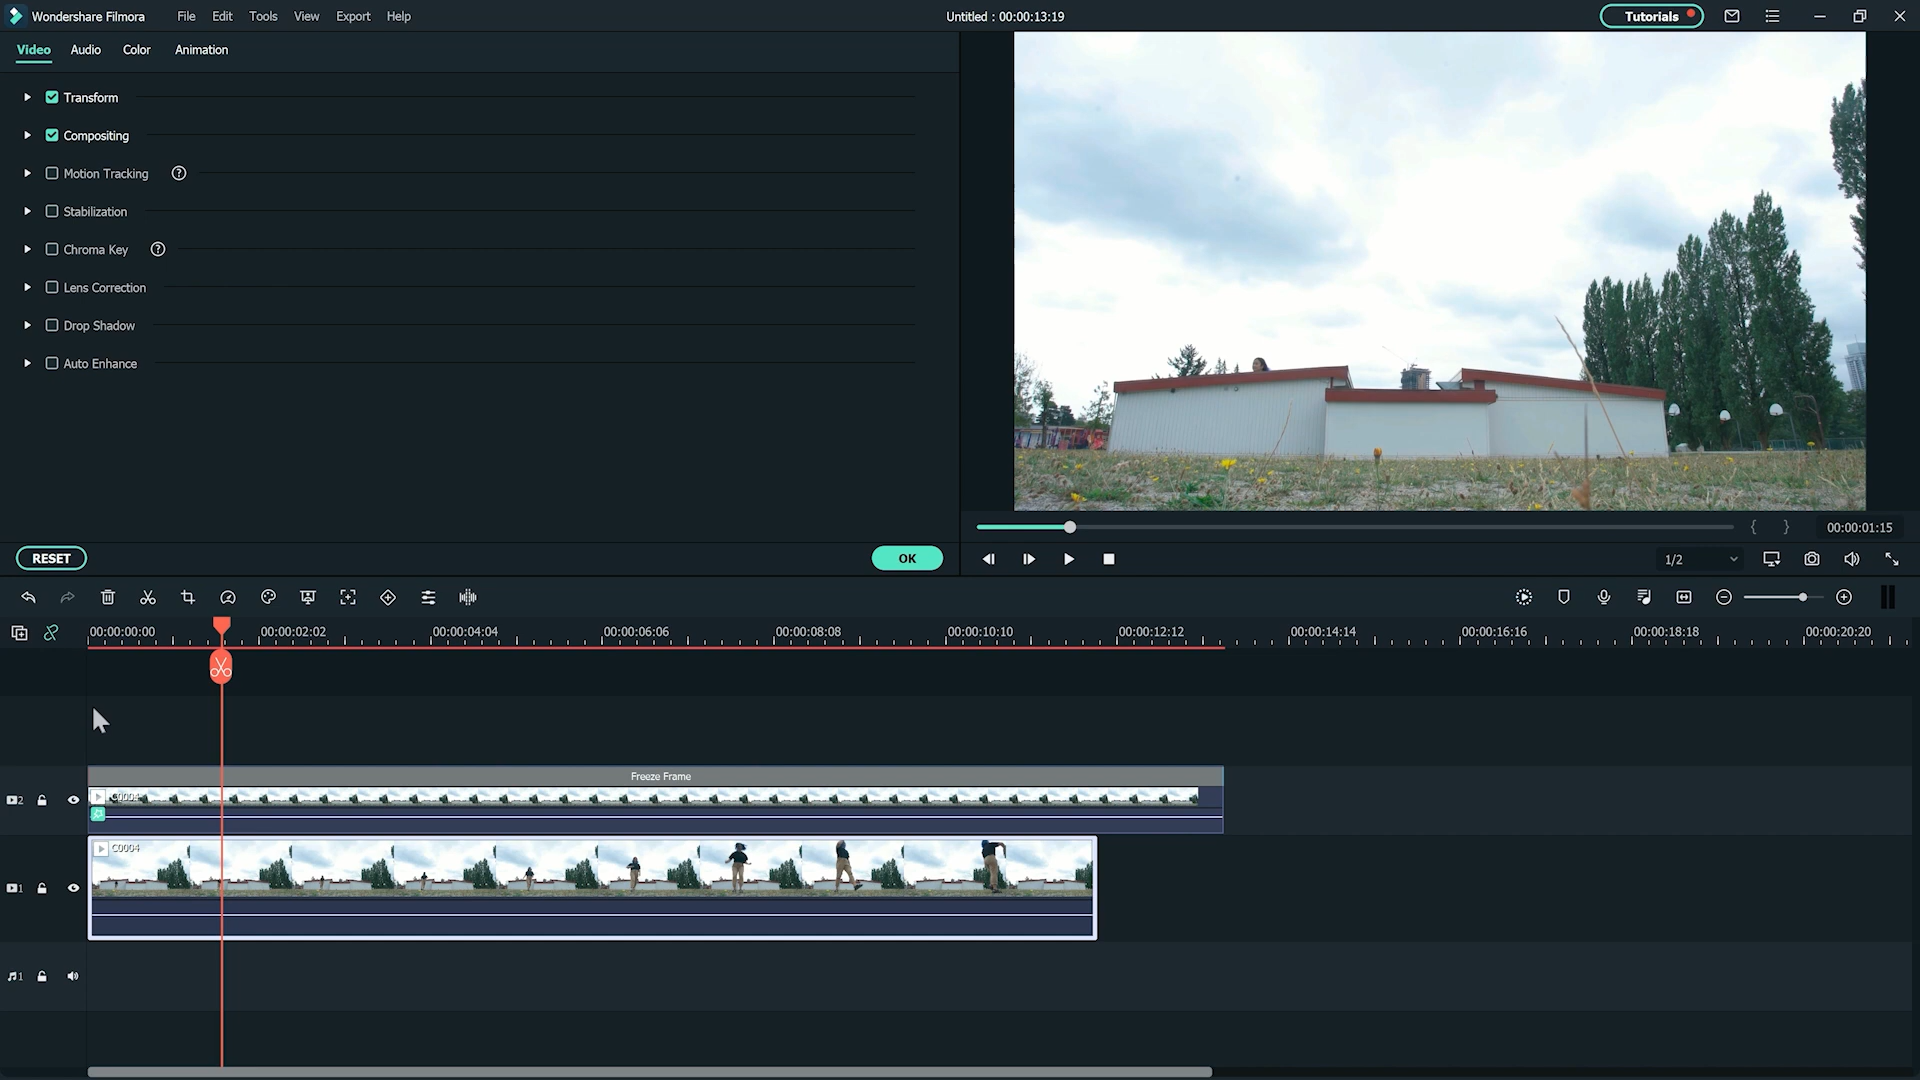 Wondershare Filmora File Edit Tools View Export Help Untitled : 00:00:13:19 Tutorials
Video Audio Color Animation
Transform
Compositing
Motion Tracking ?
Stabilization
Chroma Key ?
Lens Correction
Drop Shadow
Auto Enhance
{ } 00:00:01:15
RESET OK 1/2
00:00:00:00 00:00:02:02 00:00:04:04 00:00:06:06 00:00:08:08 00:00:10:10 00:00:12:12 00:00:14:14 00:00:16:16 00:00:18:18 00:00:20:20
Freeze Frame
2 C0004
C0004
1
1